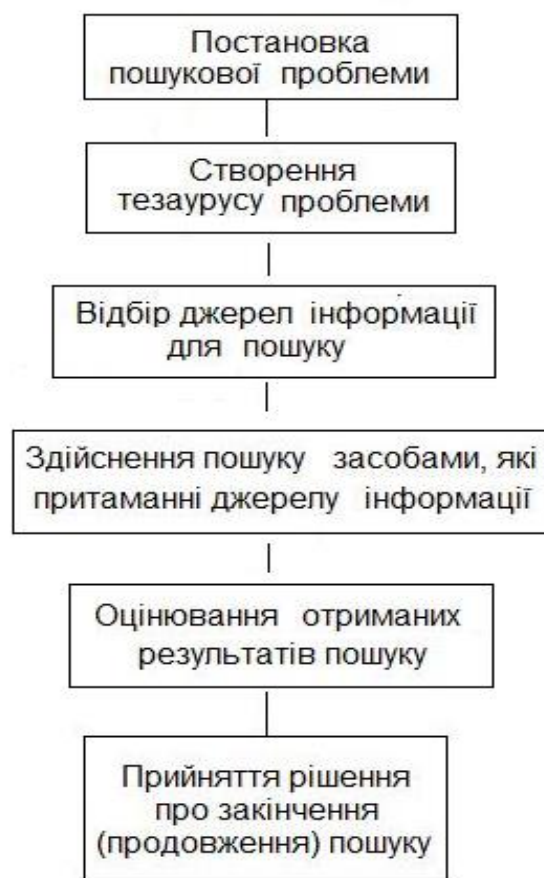 Постановка
пошукової проблеми
Створення
тезаурусу проблеми
Відбір джерел інформації
для пошуку
Здійснення пошуку засобами, які
притаманні джерелу інформації
Оцінювання отриманих
результатів пошуку
Прийняття рішення
про закінчення
(продовження) пошуку